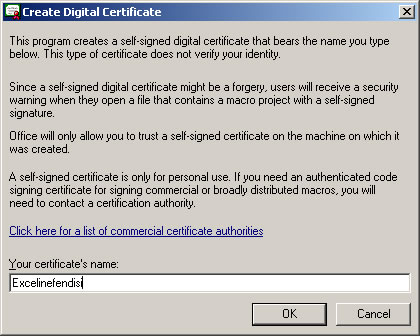 Create Digital Certificate
This program creates a self-signed digital certificate that bears the name you type
below. This type of certificate does not verify your identity.
Since a self-signed digital certificate might be a forgery, users will receive a security
warning when they open a file that contains a macro project with a self-signed
signature.
Office will only allow you to trust a self-signed certificate on the machine on which it
was created.
A self-signed certificate is only for personal use. If you need an authenticated code
signing certificate for signing commercial or broadly distributed macros, you will
need to contact a certification authority.
Click here for a list of commercial certificate authorities
Your certificate's name:
Excelinefendisi
OK
Cancel